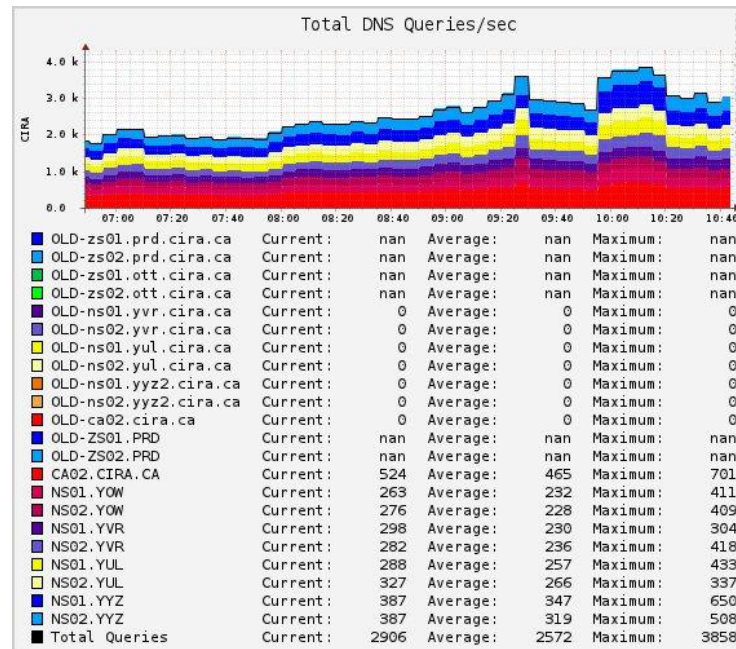 Total DNS Queries/sec
4.0 k
3.0 k
2.0 k
1.0 k
0.0
CIRA
07:00 07:20 07:40 08:00 08:20 08:40 09:00 09:20 09:40 10:00 10:20 10:40
OLD-zs01.prd.cira.ca Current: nan Average: nan Maximum: nan
OLD-zs02.prd.cira.ca Current: nan Average: nan Maximum: nan
OLD-zs01.ott.cira.ca Current: nan Average: nan Maximum: nan
OLD-zs02.ott.cira.ca Current: nan Average: nan Maximum: nan
OLD-ns01.yvr.cira.ca Current: 0 Average: 0 Maximum: 0
OLD-ns02.yvr.cira.ca Current: 0 Average: 0 Maximum: 0
OLD-ns01.yul.cira.ca Current: 0 Average: 0 Maximum: 0
OLD-ns02.yul.cira.ca Current: 0 Average: 0 Maximum: 0
OLD-ns01.yyz2.cira.ca Current: 0 Average: 0 Maximum: 0
OLD-ns02.yyz2.cira.ca Current: 0 Average: 0 Maximum: 0
OLD-ca02.cira.ca Current: 0 Average: 0 Maximum: 0
OLD-ZS01.PRD Current: nan Average: nan Maximum: nan
OLD-ZS02.PRD Current: nan Average: nan Maximum: nan
CA02.CIRA.CA Current: 524 Average: 465 Maximum: 701
NS01.YOW Current: 263 Average: 232 Maximum: 411
NS02.YOW Current: 276 Average: 228 Maximum: 409
NS01.YVR Current: 298 Average: 230 Maximum: 304
NS02.YVR Current: 282 Average: 236 Maximum: 418
NS01.YUL Current: 288 Average: 257 Maximum: 433
NS02.YUL Current: 327 Average: 266 Maximum: 337
NS01.YYZ Current: 387 Average: 347 Maximum: 650
NS02.YYZ Current: 387 Average: 319 Maximum: 508
Total Queries Current: 2906 Average: 2572 Maximum: 3858